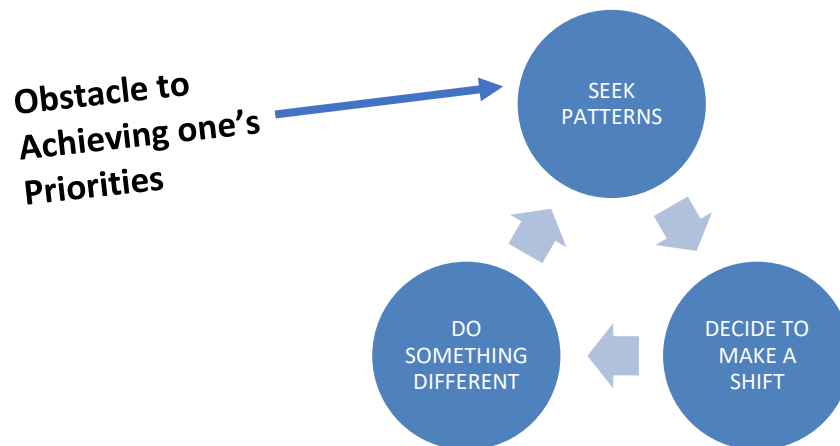 Obstacle to
Achieving one's
Priorities
SEEK
PATTERNS
DECIDE TO
MAKE A
SHIFT
DO
SOMETHING
DIFFERENT